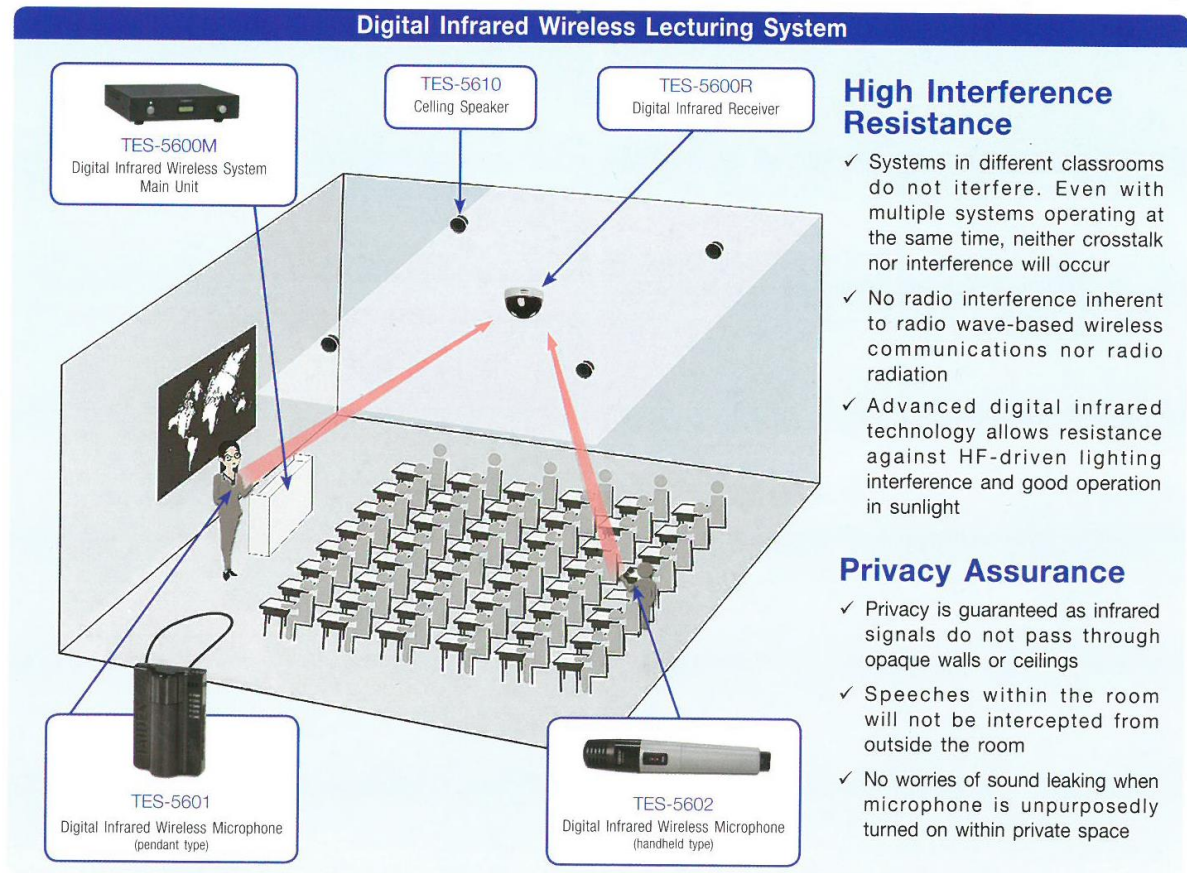 Digital Infrared Wireless Lecturing System
TES-5600M
Digital Infrared Wireless System
Main Unit
TES-5610
Celling Speaker
TES-5600R
Digital Infrared Receiver
TES-5601
Digital Infrared Wireless Microphone
(pendant type)
TES-5602
Digital Infrared Wireless Microphone
(handheld type)
High Interference
Resistance
✓ Systems in different classrooms
do not iterfere. Even with
multiple systems operating at
the same time, neither crosstalk
nor interference will occur
✓ No radio interference inherent
to radio wave-based wireless
communications nor radio
radiation
✓ Advanced digital infrared
technology allows resistance
against HF-driven lighting
interference and good operation
in sunlight
Privacy Assurance
✓ Privacy is guaranteed as infrared
signals do not pass through
opaque walls or ceilings
✓ Speeches within the room
will not be intercepted from
outside the room
✓ No worries of sound leaking when
microphone is unpurposedly
turned on within private space